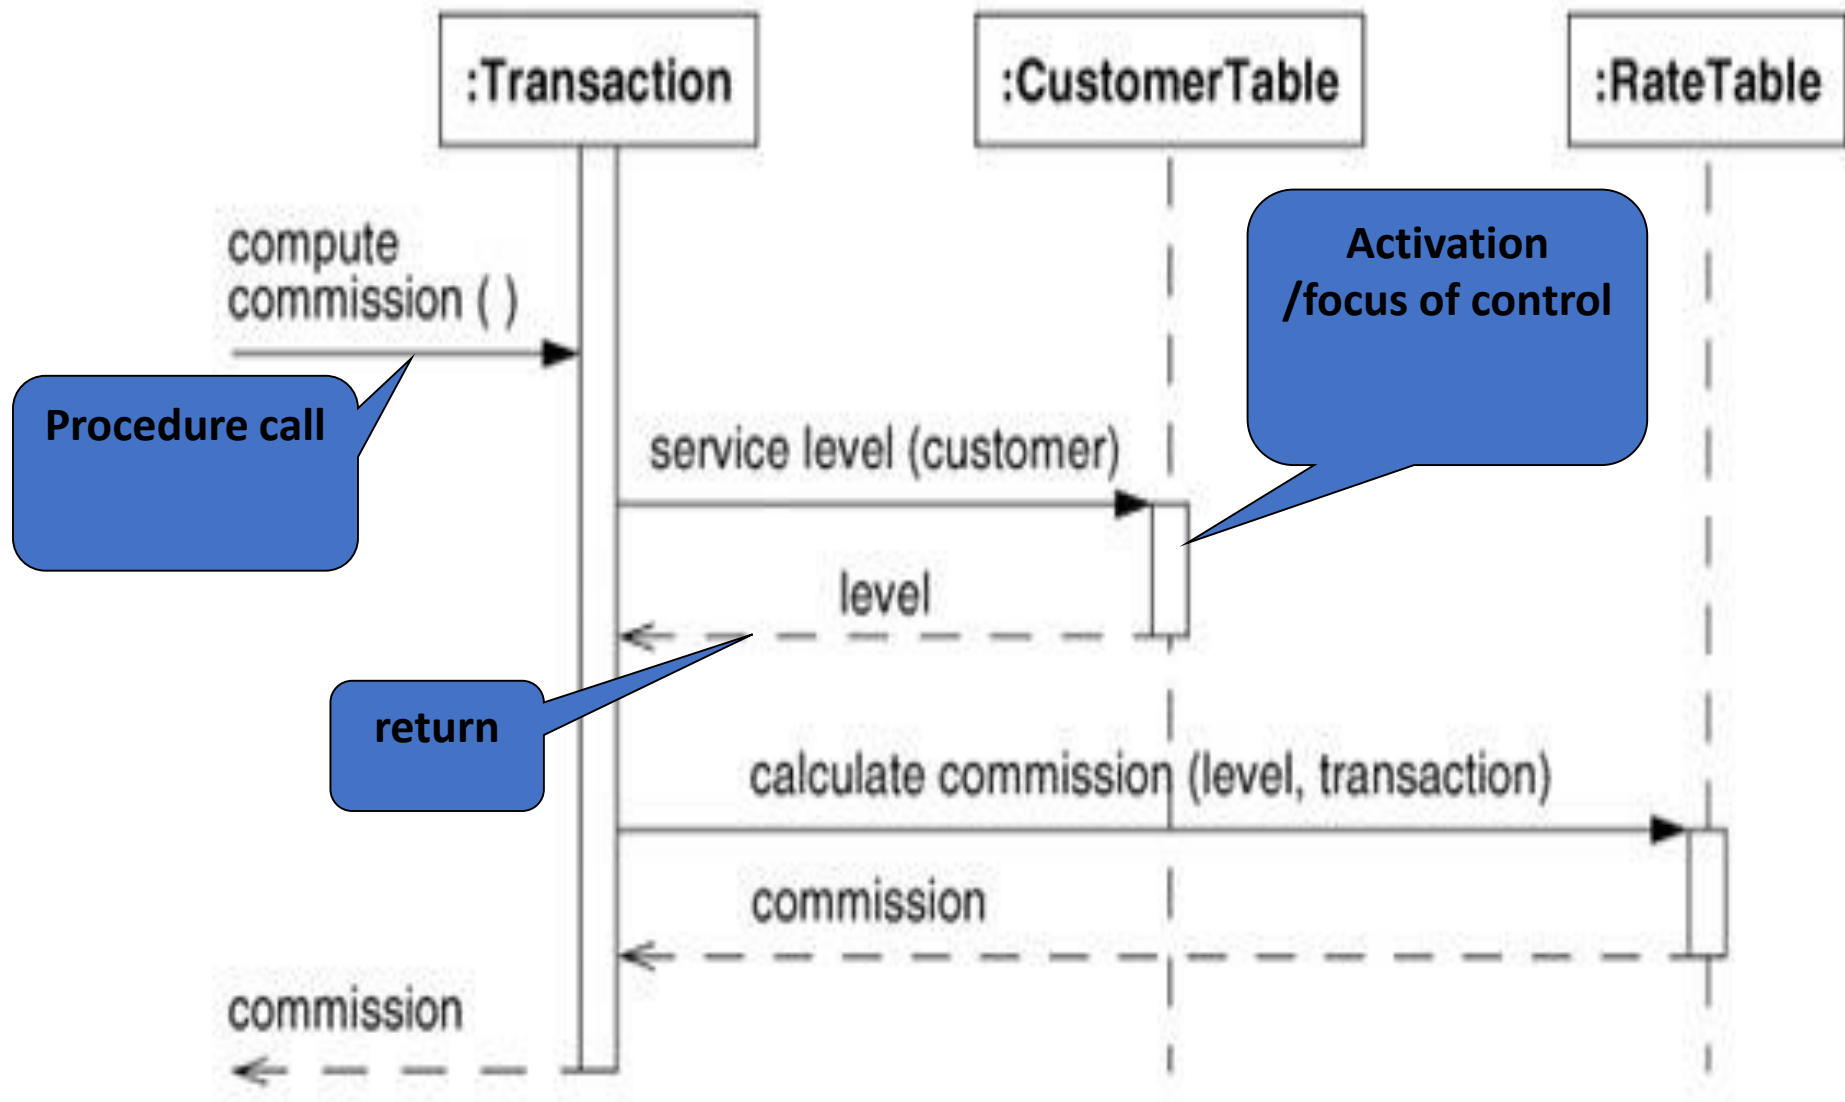 :Transaction
:CustomerTable
:RateTable
compute
commission ( )
Activation
/focus of control
Procedure call
service level (customer)
level
return
calculate commission (level, transaction)
commission
commission